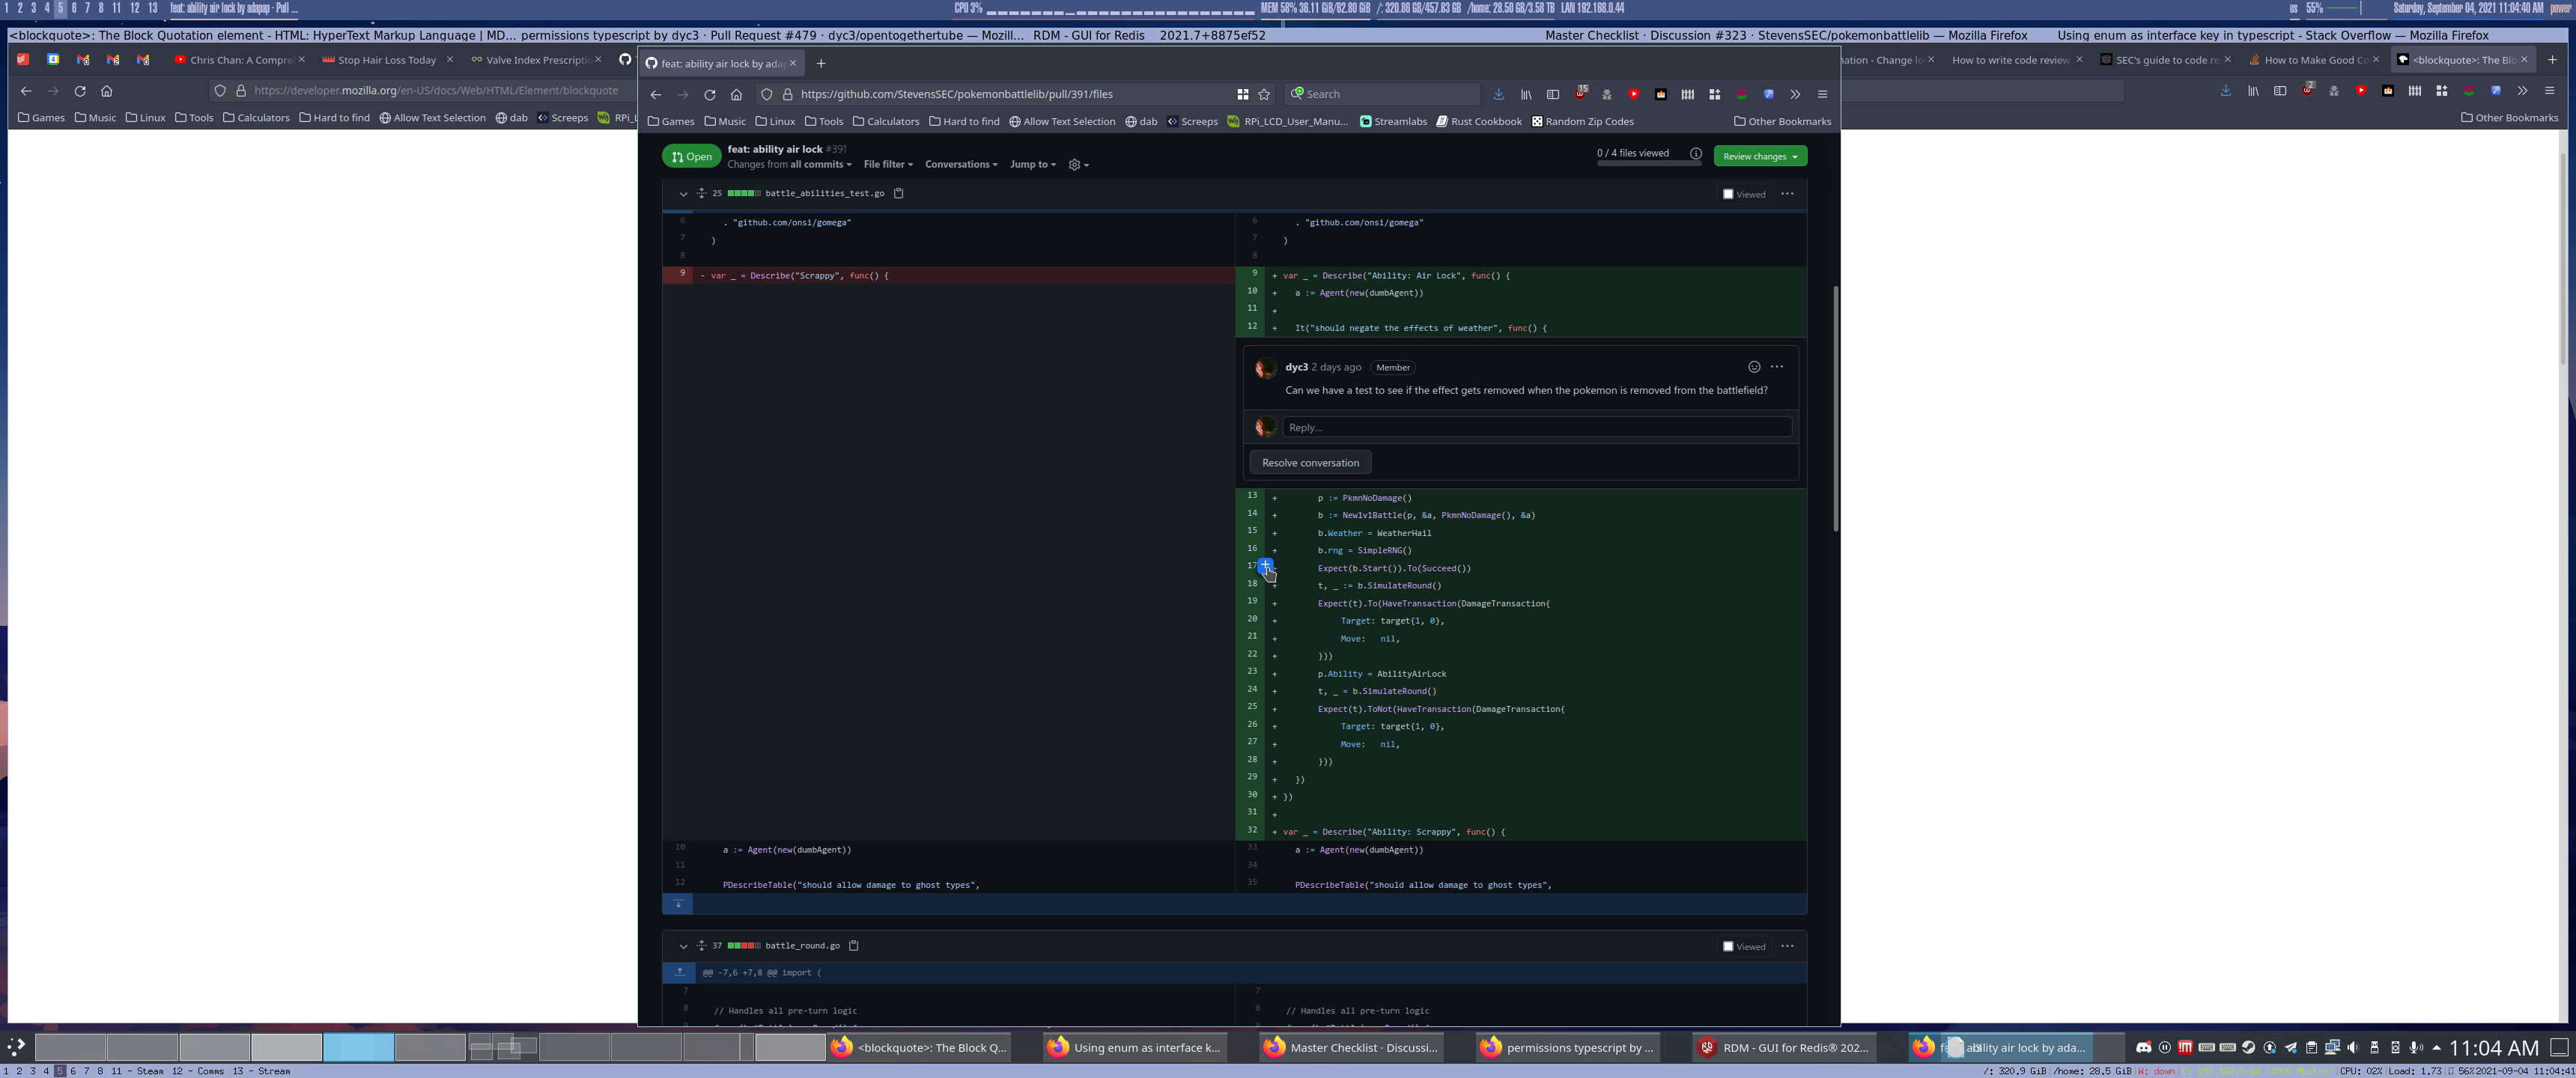 1 2 3 4 5 6 7 8 11 12 13 feat: ability air lock by adapap · Pull ...
CPU 3% MEM 58% 36.11 GiB/62.80 GiB /: 320.86 GB/457.83 GB /home: 28.50 GB/3.58 TB LAN 192.168.0.44
us 55% Saturday, September 04, 2021 11:04:40 AM power
<blockquote>: The Block Quotation element - HTML: HyperText Markup Language | MD... permissions typescript by dyc3 · Pull Request #479 · dyc3/opentogethertube — Mozill... RDM - GUI for Redis 2021.7+8875ef52 Master Checklist · Discussion #323 · StevensSEC/pokemonbattlelib — Mozilla Firefox Using enum as interface key in typescript - Stack Overflow — Mozilla Firefox
Chris Chan: A Compre
Stop Hair Loss Today
Valve Index Prescriptio
feat: ability air lock by ada
ation - Change lo
How to write code review
SEC's guide to code re
How to Make Good Co
<blockquote>: The Blo
https://developer.mozilla.org/en-US/docs/Web/HTML/Element/blockquote
https://github.com/StevensSEC/pokemonbattlelib/pull/391/files
Search
15
2
Games Music Linux Tools Calculators Hard to find Allow Text Selection dab Screeps RPi_L
Games Music Linux Tools Calculators Hard to find Allow Text Selection dab Screeps RPi_LCD_User_Manu... Streamlabs Rust Cookbook Random Zip Codes Other Bookmarks
Other Bookmarks
Open
feat: ability air lock #391
Changes from all commits File filter Conversations Jump to
0 / 4 files viewed
Review changes
25 battle_abilities_test.go
Viewed
6 . "github.com/onsi/gomega" 6 . "github.com/onsi/gomega"
7 ) 7 )
8 8
9 - var _ = Describe("Scrappy", func() { 9 + var _ = Describe("Ability: Air Lock", func() {
10 + a := Agent(new(dumbAgent))
11 +
12 + It("should negate the effects of weather", func() {
dyc3 2 days ago Member
Can we have a test to see if the effect gets removed when the pokemon is removed from the battlefield?
Reply...
Resolve conversation
13 + p := PkmnNoDamage()
14 + b := New1v1Battle(p, &a, PkmnNoDamage(), &a)
15 + b.Weather = WeatherHail
16 + b.rng = SimpleRNG()
17 Expect(b.Start()).To(Succeed())
18 + t, _ := b.SimulateRound()
19 + Expect(t).To(HaveTransaction(DamageTransaction{
20 + Target: target{1, 0},
21 + Move: nil,
22 + }))
23 + p.Ability = AbilityAirLock
24 + t, _ = b.SimulateRound()
25 + Expect(t).ToNot(HaveTransaction(DamageTransaction{
26 + Target: target{1, 0},
27 + Move: nil,
28 + }))
29 + })
30 + })
31 +
32 + var _ = Describe("Ability: Scrappy", func() {
10 a := Agent(new(dumbAgent)) 33 a := Agent(new(dumbAgent))
11 34
12 PDescribeTable("should allow damage to ghost types", 35 PDescribeTable("should allow damage to ghost types",
37 battle_round.go
Viewed
@@ -7,6 +7,8 @@ import (
7 7
8 // Handles all pre-turn logic 8 // Handles all pre-turn logic
<blockquote>: The Block Q...
Using enum as interface k...
Master Checklist · Discussi...
permissions typescript by ...
RDM - GUI for Redis® 202...
ability air lock by ada...
11:04 AM
1 2 3 4 5 6 7 8 11 - Steam 12 - Comms 13 - Stream
/: 320.9 GiB /home: 28.5 GiB W: down CPU: 02% Load: 1.73 56% 2021-09-04 11:04:41